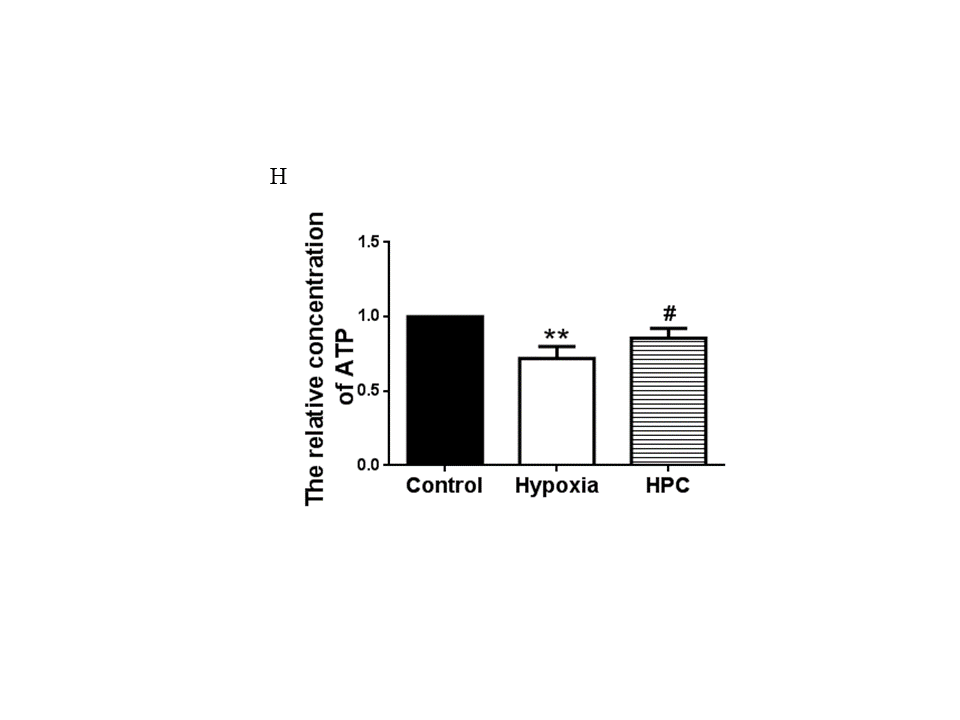 H
The relative concentration
of ATP
1.5
1.0
0.5
0.0
**
#
Control
Hypoxia
HPC